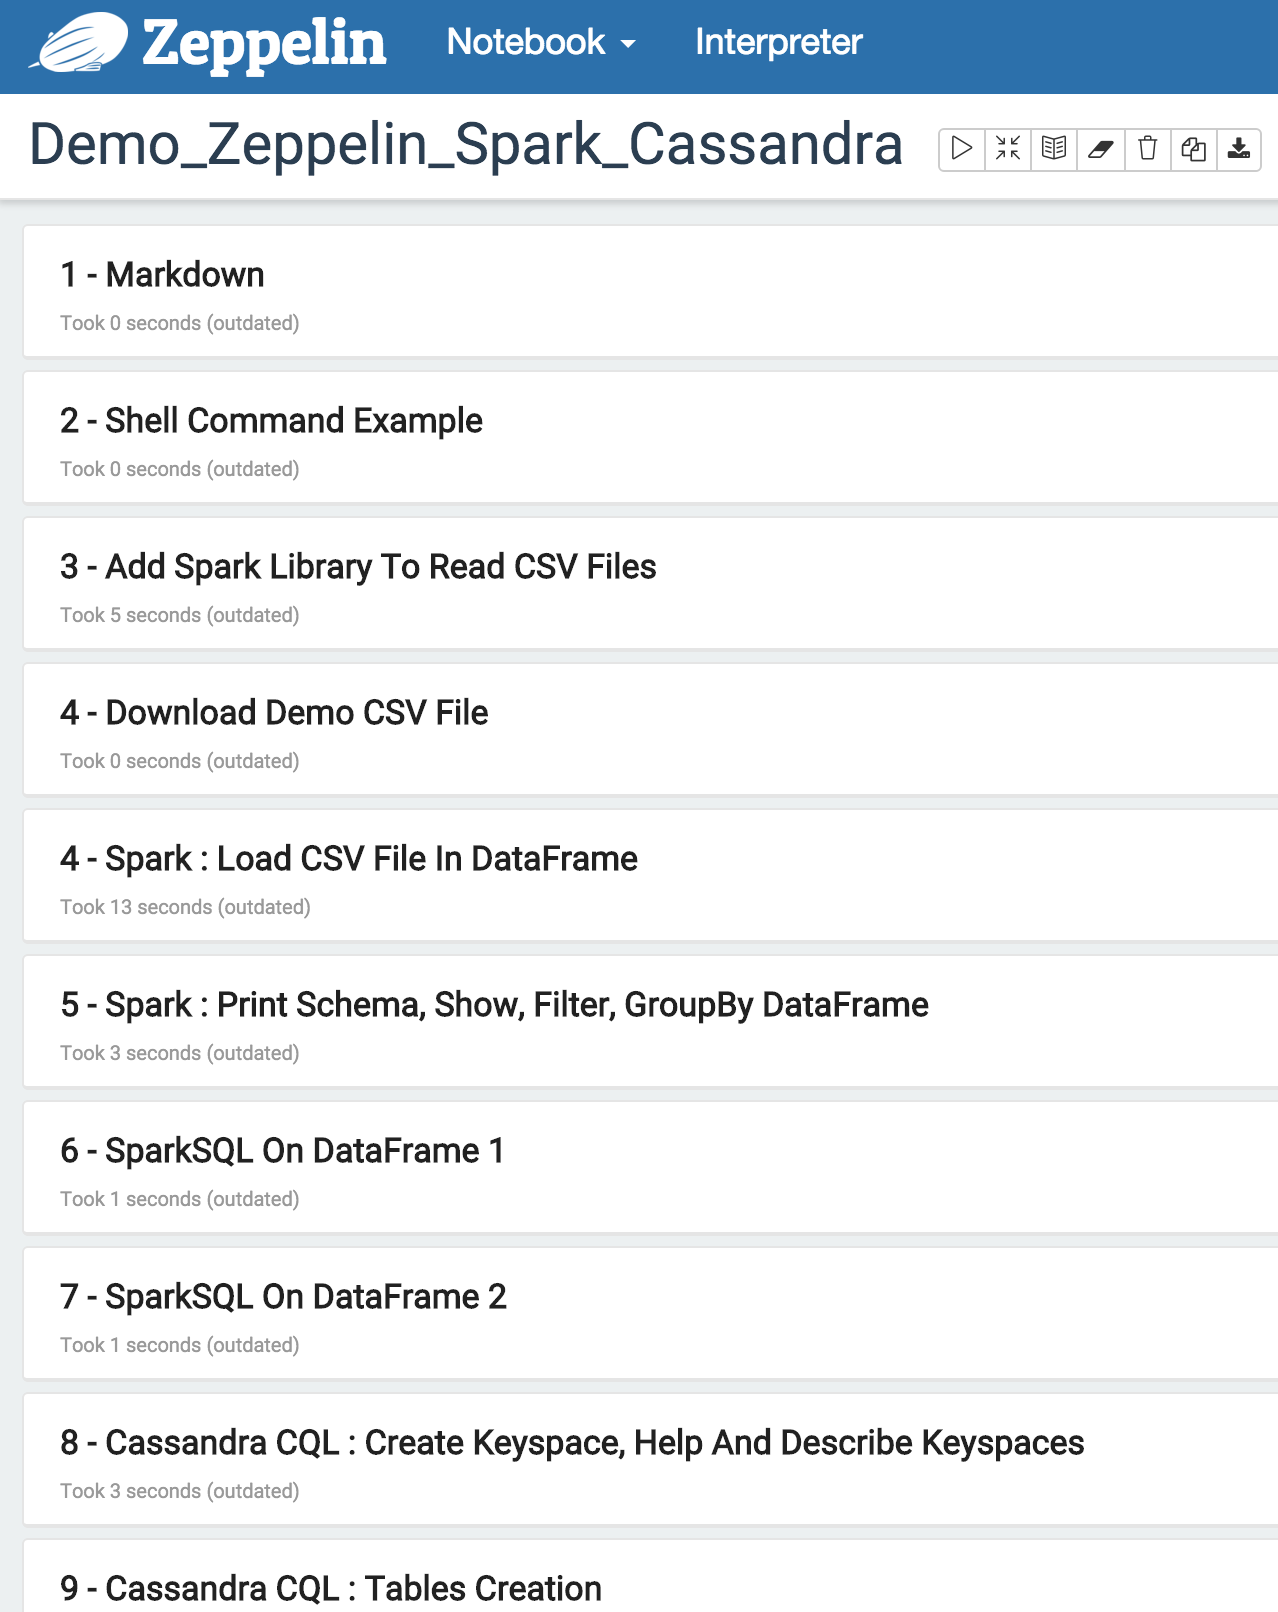 Zeppelin Notebook Interpreter
Demo_Zeppelin_Spark_Cassandra
1 - Markdown
Took 0 seconds (outdated)
2 - Shell Command Example
Took 0 seconds (outdated)
3 - Add Spark Library To Read CSV Files
Took 5 seconds (outdated)
4 - Download Demo CSV File
Took 0 seconds (outdated)
4 - Spark : Load CSV File In DataFrame
Took 13 seconds (outdated)
5 - Spark : Print Schema, Show, Filter, GroupBy DataFrame
Took 3 seconds (outdated)
6 - SparkSQL On DataFrame 1
Took 1 seconds (outdated)
7 - SparkSQL On DataFrame 2
Took 1 seconds (outdated)
8 - Cassandra CQL : Create Keyspace, Help And Describe Keyspaces
Took 3 seconds (outdated)
9 - Cassandra CQL : Tables Creation